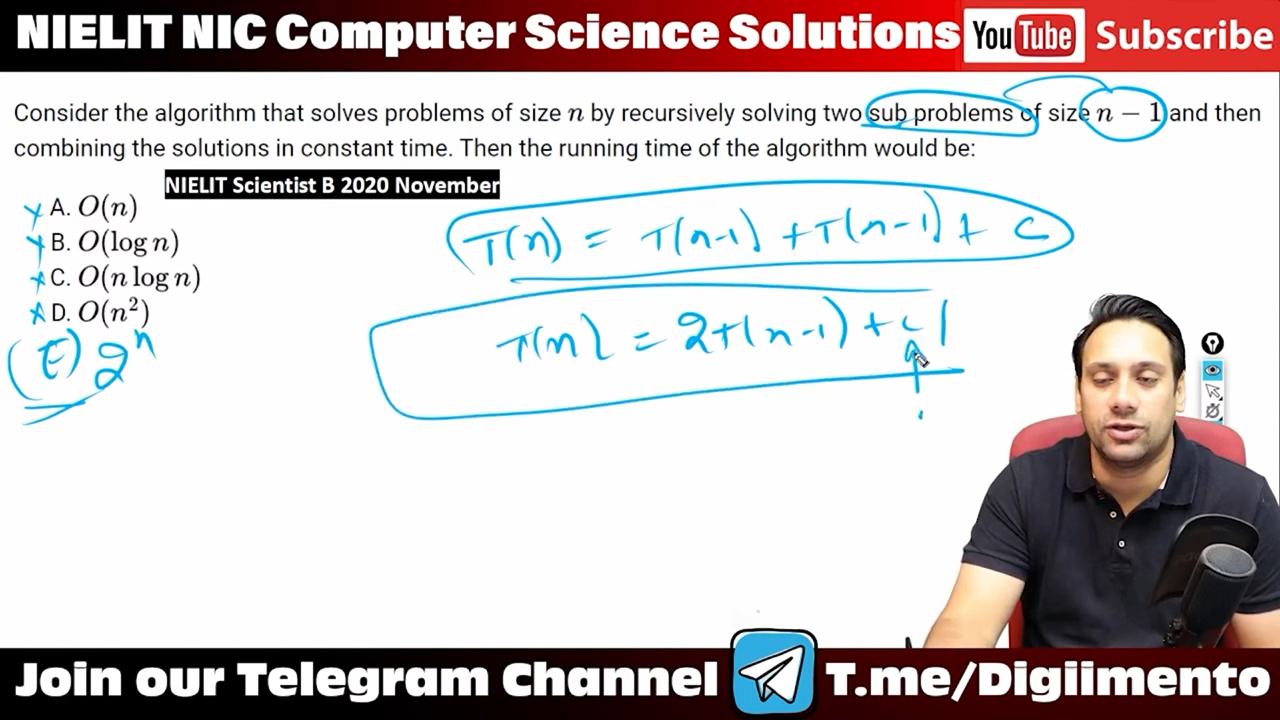 NIELIT NIC Computer Science Solutions YouTube Subscribe
Consider the algorithm that solves problems of size n by recursively solving two sub problems of size n − 1 and then
combining the solutions in constant time. Then the running time of the algorithm would be:
NIELIT Scientist B 2020 November
A. O(n)
B. O(log n)
C. O(n log n)
D. O(n²)
(E) 2ⁿ
T(n) = T(n-1) + T(n-1) + C
T(n) = 2T(n-1) + C 1
Join our Telegram Channel T.me/Digiimento